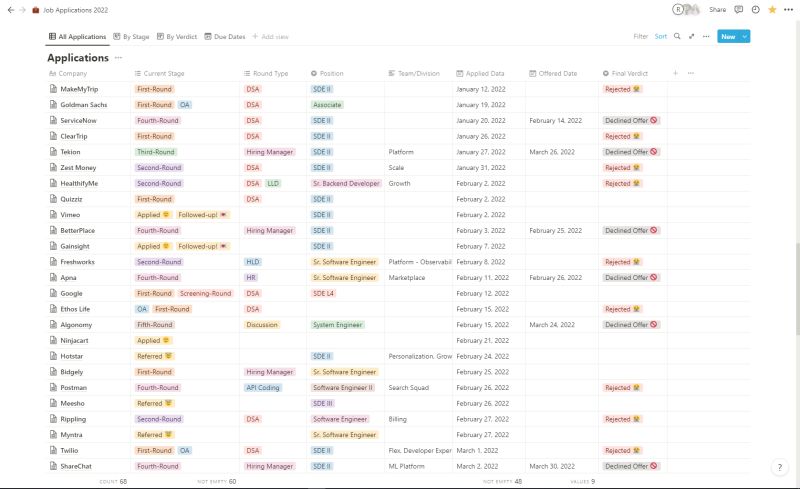 Job Applications 2022
R
Share
All Applications By Stage By Verdict Due Dates + Add view
Filter Sort New
Applications
Company Current Stage Round Type Position Team/Division Applied Data Offered Date Final Verdict
MakeMyTrip First-Round DSA SDE II January 12, 2022 Rejected 😭
Goldman Sachs First-Round OA Associate January 19, 2022
ServiceNow Fourth-Round DSA SDE II January 20, 2022 February 14, 2022 Declined Offer 🚫
ClearTrip First-Round DSA SDE II January 26, 2022 Rejected 😭
Tekion Third-Round Hiring Manager SDE II Platform January 27, 2022 March 26, 2022 Declined Offer 🚫
Zest Money Second-Round DSA SDE II Scale January 31, 2022 Rejected 😭
HealthifyMe Second-Round DSA LLD Sr. Backend Developer Growth February 2, 2022 Rejected 😭
Quizziz First-Round DSA SDE II February 2, 2022
Vimeo Applied Followed-up! SDE II February 2, 2022
BetterPlace Fourth-Round Hiring Manager SDE II February 3, 2022 February 25, 2022 Declined Offer 🚫
Gainsight Applied Followed-up! SDE II February 7, 2022
Freshworks Second-Round HLD Sr. Software Engineer Platform - Observabil February 8, 2022 Rejected 😭
Apna Fourth-Round HR Sr. Software Engineer Marketplace February 11, 2022 February 26, 2022 Declined Offer 🚫
Google First-Round Screening-Round DSA SDE L4 February 12, 2022
Ethos Life OA First-Round DSA February 15, 2022 Rejected 😭
Algonomy Fifth-Round Discussion System Engineer February 15, 2022 March 24, 2022 Declined Offer 🚫
Ninjacart Applied February 21, 2022
Hotstar Referred SDE II Personalization, Grow February 24, 2022
Bidgely First-Round Hiring Manager Sr. Software Engineer February 25, 2022
Postman Fourth-Round API Coding Software Engineer II Search Squad February 26, 2022 Rejected 😭
Meesho Referred SDE III February 26, 2022
Rippling Second-Round DSA Software Engineer Billing February 27, 2022 Rejected 😭
Myntra Referred Sr. Software Engineer February 27, 2022
Twilio First-Round OA DSA SDE II Flex, Developer Exper March 1, 2022 Rejected 😭
ShareChat Fourth-Round Hiring Manager SDE II ML Platform March 2, 2022 March 30, 2022 Declined Offer 🚫
COUNT 68 NOT EMPTY 60 NOT EMPTY 48 VALUES 9
?